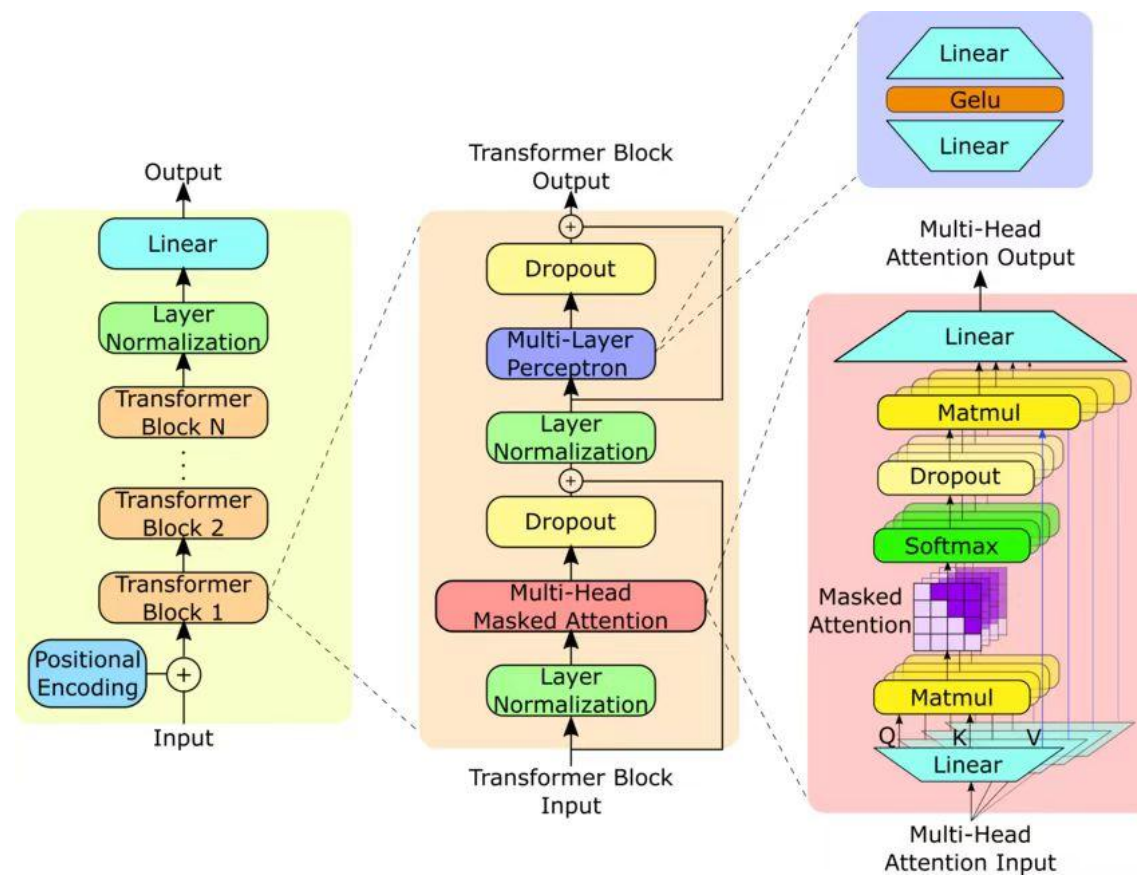 Output
Linear
Layer
Normalization
Transformer
Block N
Transformer
Block 2
Transformer
Block 1
Positional
Encoding
+
Input
Transformer Block
Output
+
Dropout
Multi-Layer
Perceptron
Layer
Normalization
+
Dropout
Multi-Head
Masked Attention
Layer
Normalization
Transformer Block
Input
Linear
Gelu
Linear
Multi-Head
Attention Output
Linear
Matmul
Dropout
Softmax
Masked
Attention
Matmul
Q K V
Linear
Multi-Head
Attention Input